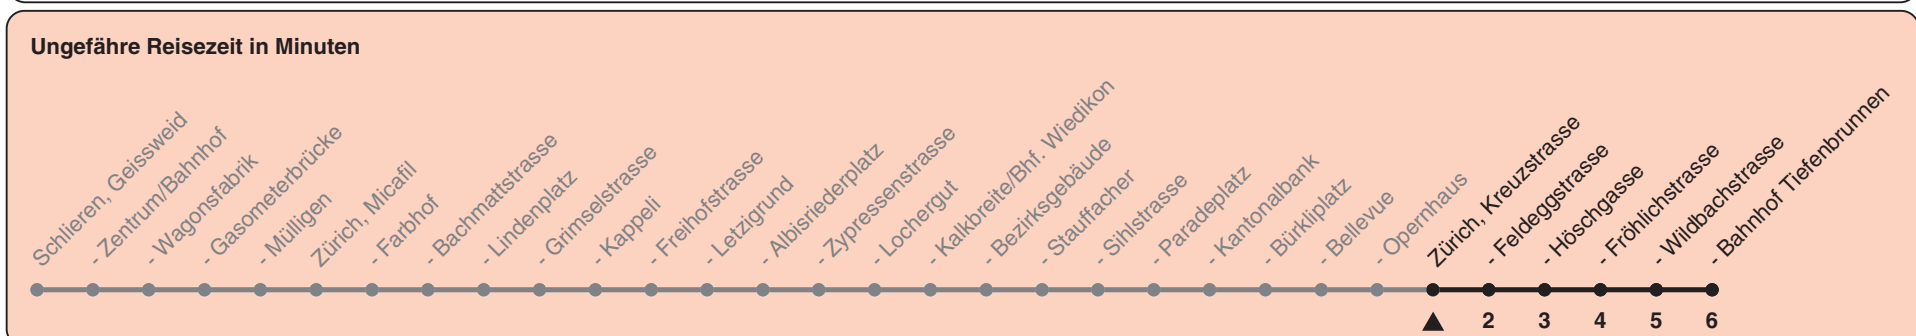 Ungefähre Reisezeit in Minuten
Schlieren, Geissweid
- Zentrum/Bahnhof
- Wagonsfabrik
- Gasometerbrücke
- Mülligen
Zürich, Micafil
- Farbhof
- Bachmattstrasse
- Lindenplatz
- Grimselstrasse
- Kappeli
- Freihofstrasse
- Letzigrund
- Albisriederplatz
- Zypressenstrasse
- Lochergut
- Kalkbreite/Bhf. Wiedikon
- Bezirksgebäude
- Stauffacher
- Sihlstrasse
- Paradeplatz
- Kantonalbank
- Bürkliplatz
- Bellevue
- Opernhaus
Zürich, Kreuzstrasse
- Feldeggstrasse
- Höschgasse
- Fröhlichstrasse
- Wildbachstrasse
- Bahnhof Tiefenbrunnen
2 3 4 5 6